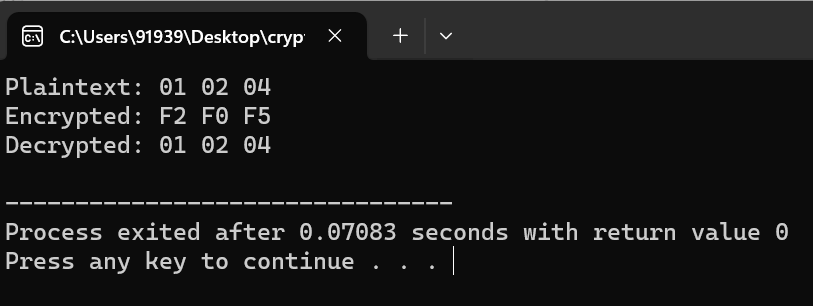 C:\Users\91939\Desktop\cryp
Plaintext: 01 02 04
Encrypted: F2 F0 F5
Decrypted: 01 02 04
--------------------------------
Process exited after 0.07083 seconds with return value 0
Press any key to continue . . .